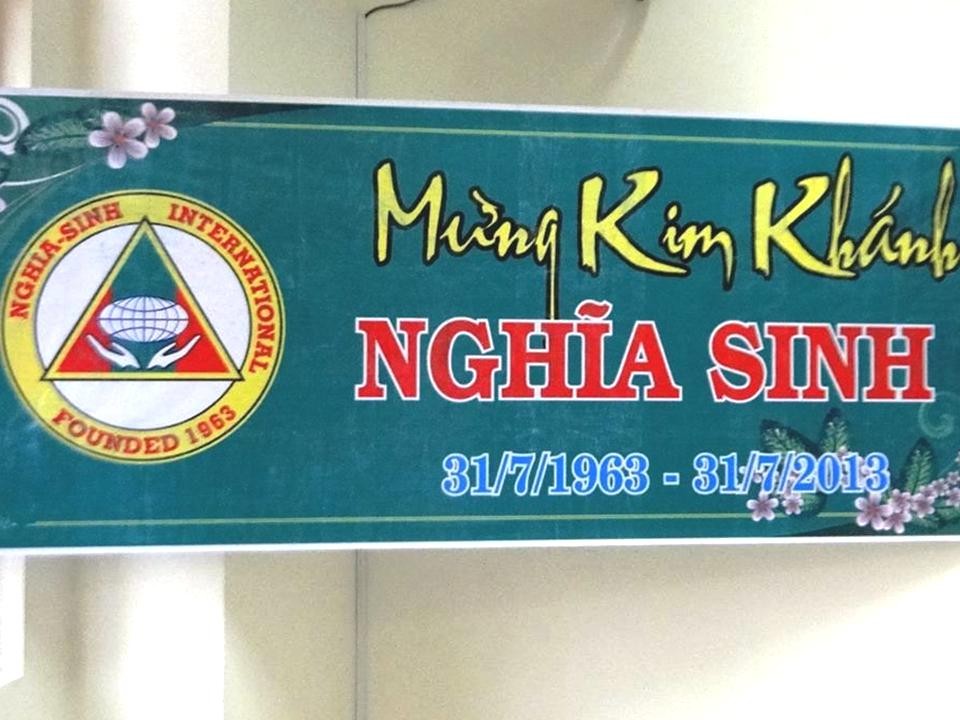 NGHIA-SINH INTERNATIONAL
FOUNDED 1963
Mừng Kim Khánh
NGHĨA SINH
31/7/1963 - 31/7/2013